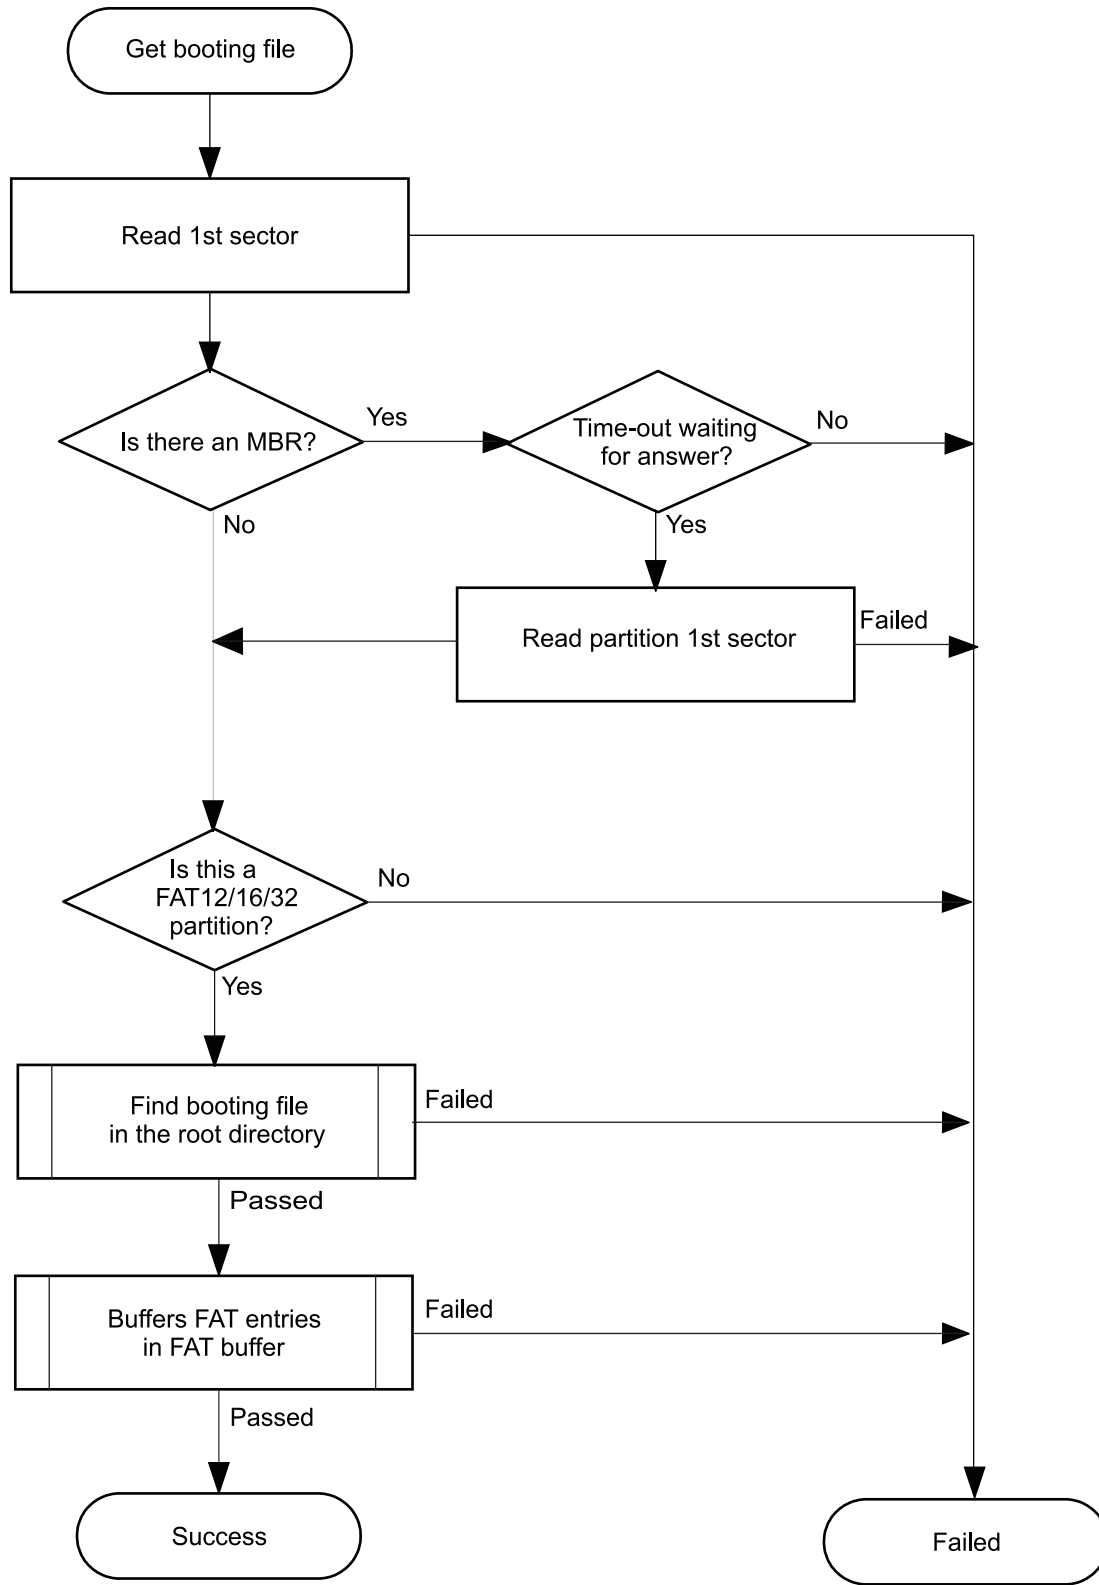 Get booting file
Read 1st sector
Is there an MBR?
Yes
Time-out waiting
for answer?
No
No
Yes
Read partition 1st sector
Failed
Is this a
FAT12/16/32
partition?
No
Yes
Find booting file
in the root directory
Failed
Passed
Buffers FAT entries
in FAT buffer
Failed
Passed
Success
Failed